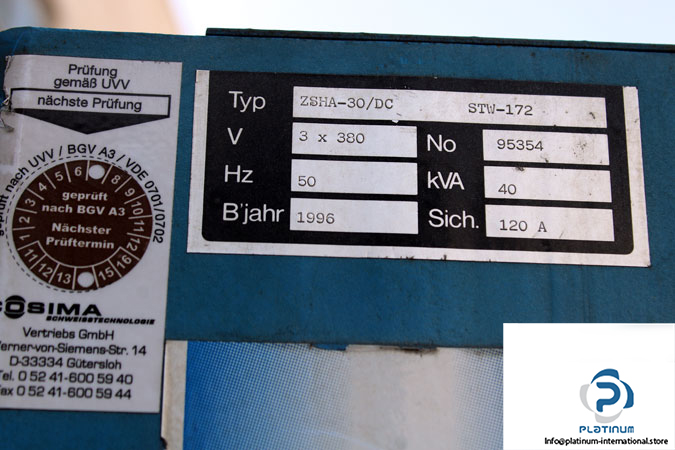 Prüfung
gemäß UVV
nächste Prüfung
geprüft nach UVV / BGV A3 / VDE 0701/0702
1 2 3 4 5 6 7 8 9 10 11 12
geprüft
nach BGV A3
Nächster
Prüftermin
11 12 13 15 16
COSIMA
SCHWEISSTECHNOLOGIE
Vertriebs GmbH
Werner-von-Siemens-Str. 14
D-33334 Gütersloh
Tel. 0 52 41-600 59 40
Fax 0 52 41-600 59 44
Typ ZSHA-30/DC STW-172
V 3 x 380 No 95354
Hz 50 kVA 40
B'jahr 1996 Sich. 120 A
PLATINUM
Info@platinum-international.store